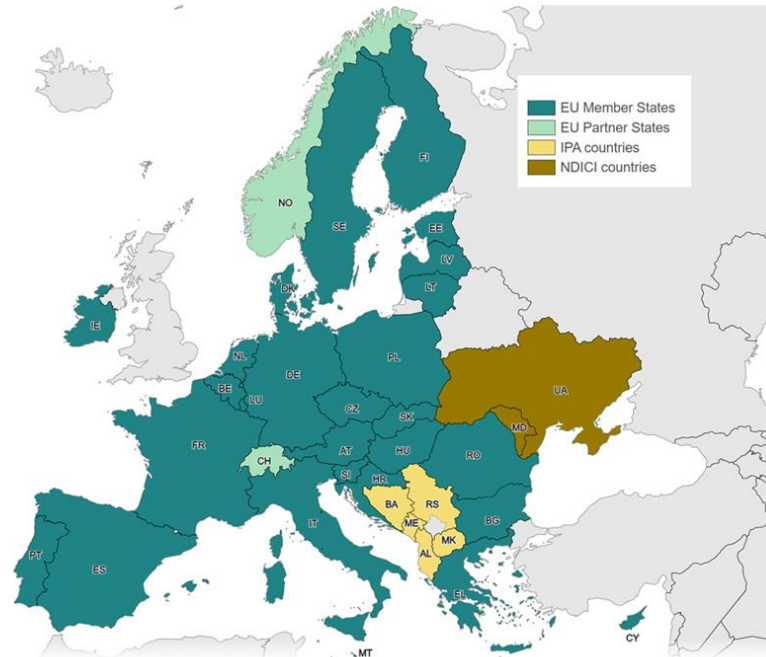 EU Member States
EU Partner States
IPA countries
NDICI countries
FI
NO
SE
EE
LV
DK
LT
IE
NL
PL
DE
BE
LU
UA
CZ
SK
MD
FR
AT
HU
CH
RO
SI
HR
BA
RS
IT
ME
BG
MK
AL
PT
ES
EL
CY
MT